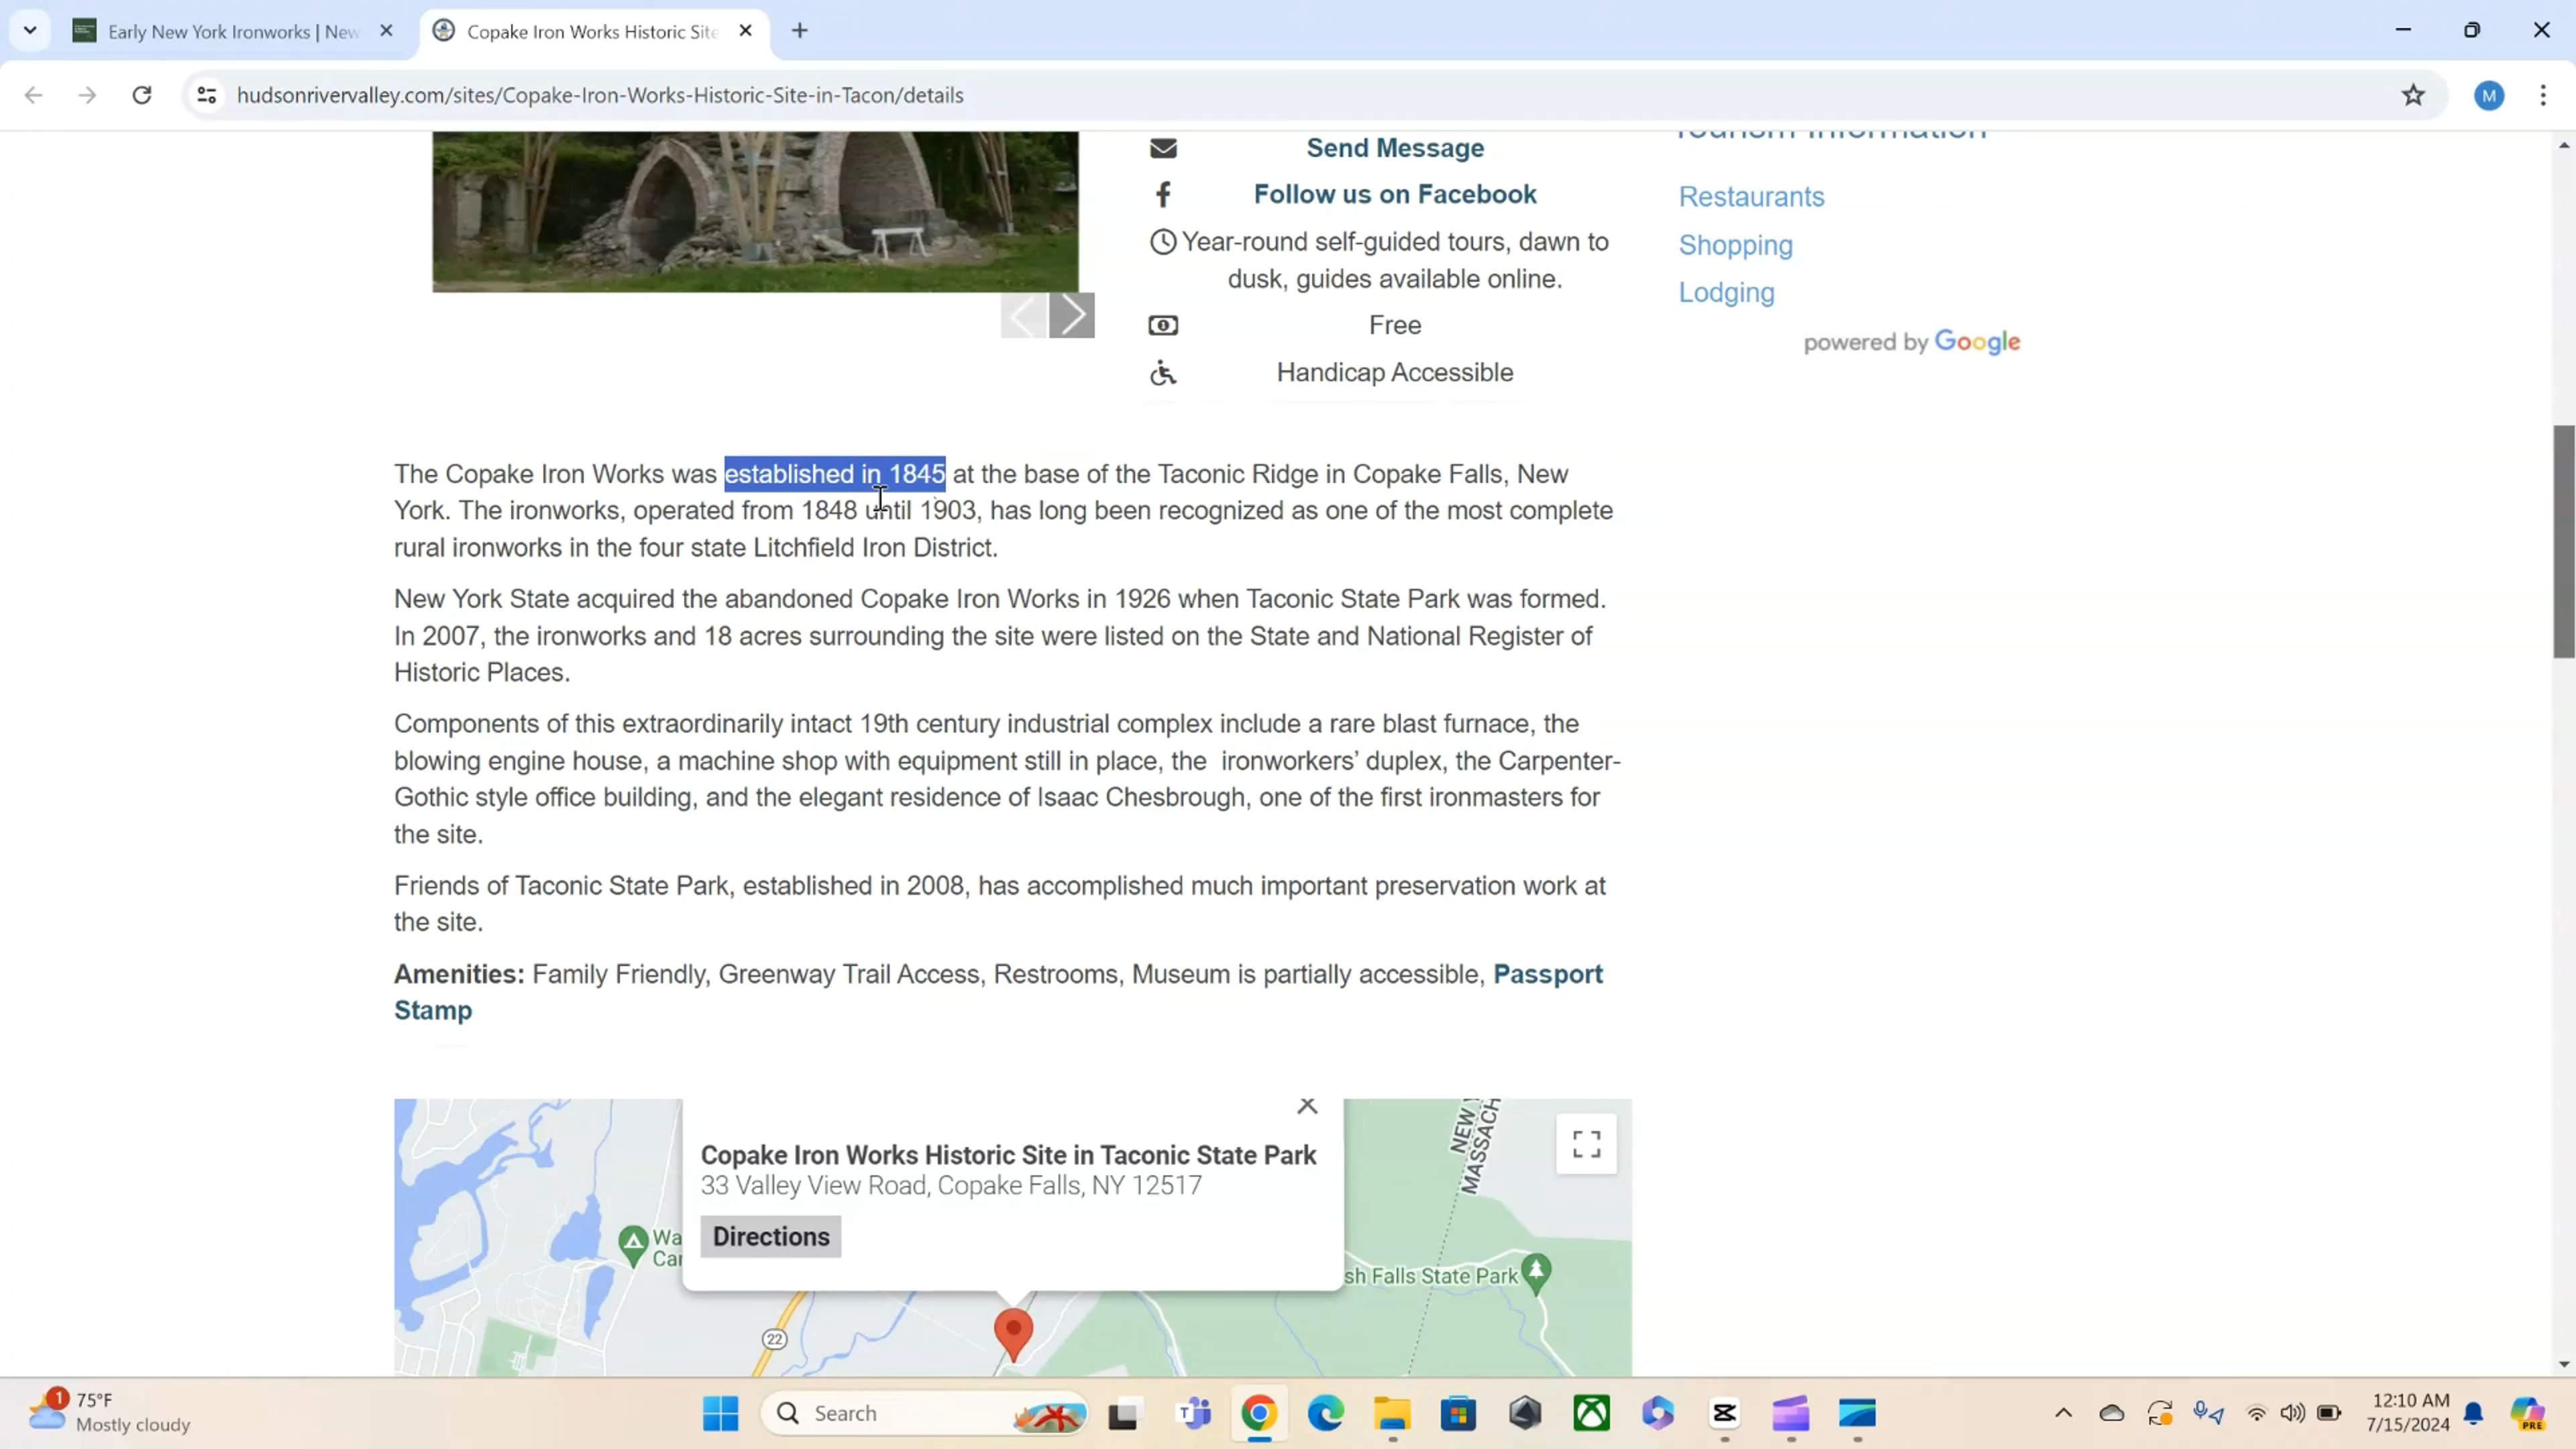 Early New York Ironworks | New
Copake Iron Works Historic Site
hudsonrivervalley.com/sites/Copake-Iron-Works-Historic-Site-in-Tacon/details
M
Tourism Information
Send Message
Follow us on Facebook
Year-round self-guided tours, dawn to
dusk, guides available online.
Free
Handicap Accessible
Restaurants
Shopping
Lodging
powered by Google
The Copake Iron Works was established in 1845 at the base of the Taconic Ridge in Copake Falls, New
York. The ironworks, operated from 1848 until 1903, has long been recognized as one of the most complete
rural ironworks in the four state Litchfield Iron District.
New York State acquired the abandoned Copake Iron Works in 1926 when Taconic State Park was formed.
In 2007, the ironworks and 18 acres surrounding the site were listed on the State and National Register of
Historic Places.
Components of this extraordinarily intact 19th century industrial complex include a rare blast furnace, the
blowing engine house, a machine shop with equipment still in place, the  ironworkers’ duplex, the Carpenter-
Gothic style office building, and the elegant residence of Isaac Chesbrough, one of the first ironmasters for
the site.
Friends of Taconic State Park, established in 2008, has accomplished much important preservation work at
the site.
Amenities: Family Friendly, Greenway Trail Access, Restrooms, Museum is partially accessible, Passport
Stamp
Copake Iron Works Historic Site in Taconic State Park
33 Valley View Road, Copake Falls, NY 12517
Directions
Wa
Car
22
NEW Y
MASSACH
sh Falls State Park
1
75°F
Mostly cloudy
Search
T
PRE
12:10 AM
7/15/2024